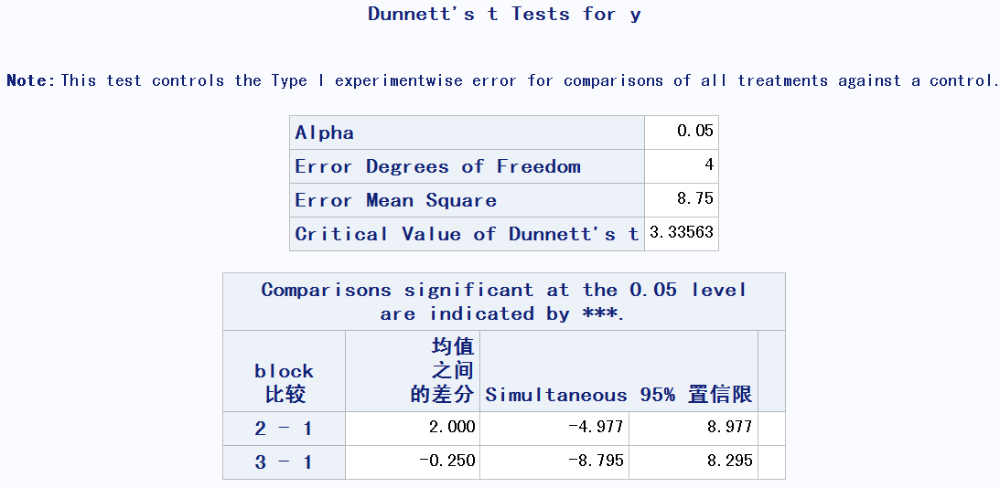 Dunnett's t Tests for y
Note: This test controls the Type I experimentwise error for comparisons of all treatments against a control.
Alpha 0.05
Error Degrees of Freedom 4
Error Mean Square 8.75
Critical Value of Dunnett's t 3.33563
Comparisons significant at the 0.05 level
are indicated by ***.
block
比较
均值
之间
的差分
Simultaneous 95% 置信限
2 - 1 2.000 -4.977 8.977
3 - 1 -0.250 -8.795 8.295